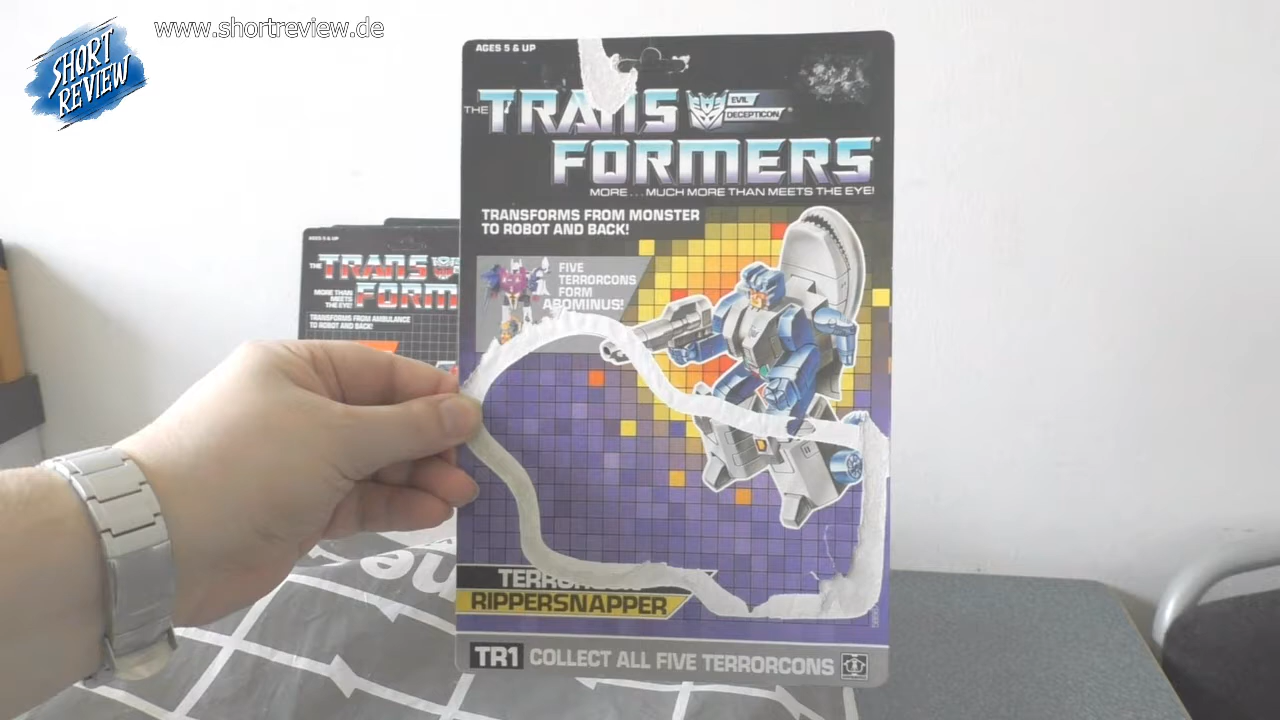 SHORT
REVIEW
www.shortreview.de
AGES 5 & UP
THE TRANS
FORMERS
EVIL
DECEPTICON
MORE...MUCH MORE THAN MEETS THE EYE!
TRANSFORMS FROM MONSTER
TO ROBOT AND BACK!
FIVE
TERRORCONS
FORM
ABOMINUS!
RIPPERSNAPPER
TR1 COLLECT ALL FIVE TERRORCONS
AGES 5 & UP
THE TRANS
FORM
MORE THAN
MEETS
THE EYE!
TRANSFORMS FROM AMBULANCE
TO ROBOT AND BACK!